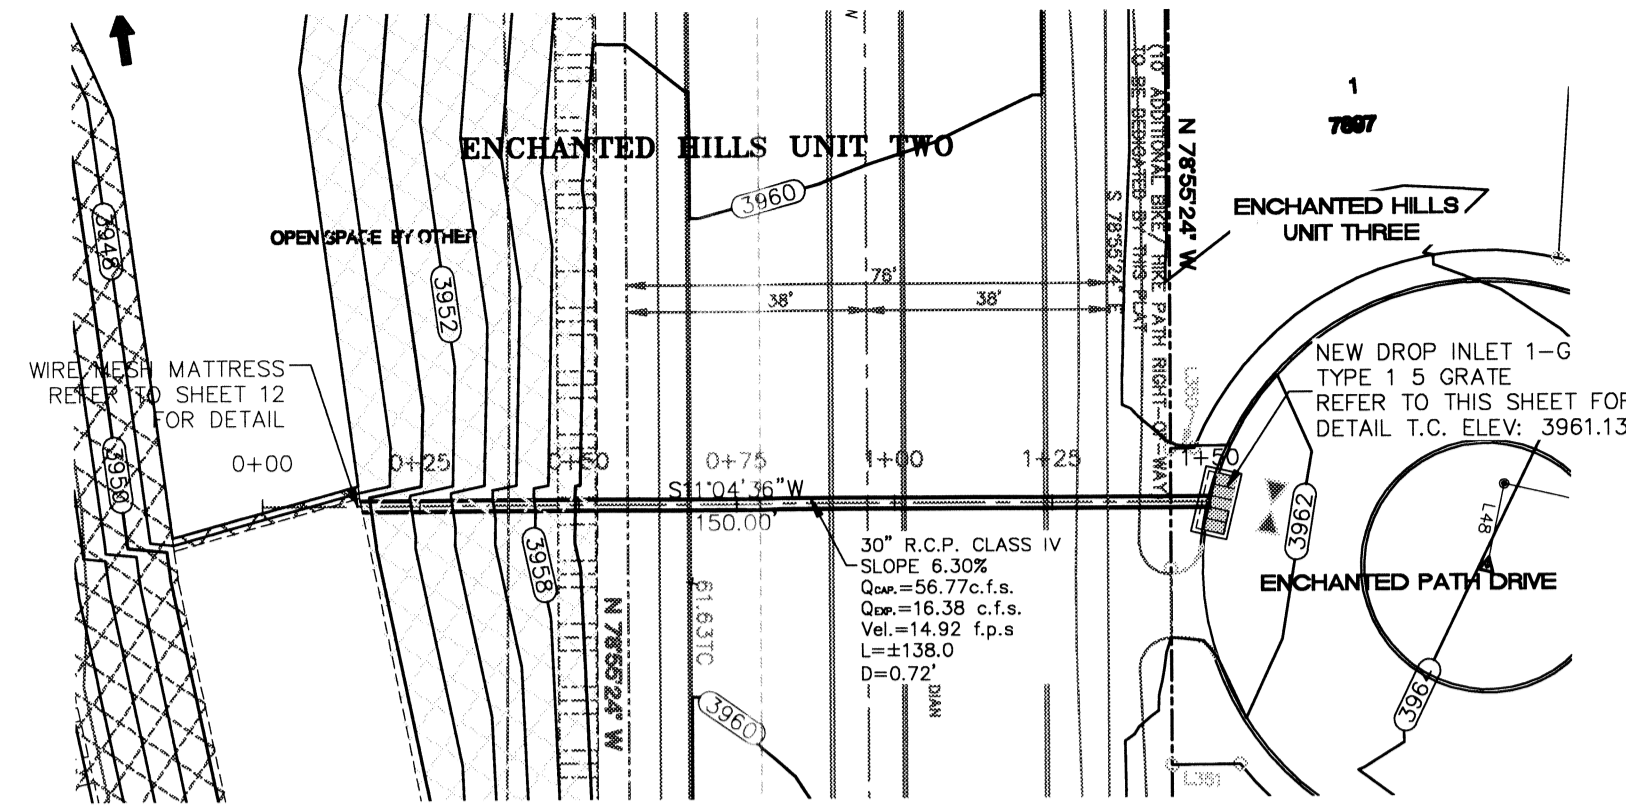 ENCHANTED HILLS UNIT TWO
OPEN SPACE BY OTHER
3948
3950
3952
3958
3960
3960
3962
WIRE MESH MATTRESS
REFER TO SHEET 12
FOR DETAIL
0+00
0+25
0+50
0+75
1+00
1+25
1+50
S11°04'36"W
150.00'
76'
38'
38'
30" R.C.P. CLASS IV
SLOPE 6.30%
QCAP.=56.77c.f.s.
QEXP.=16.38 c.f.s.
Vel.=14.92 f.p.s
L=±138.0
D=0.72'
61.63TC
DIAN
N
N 78°55'24" W
S 78°55'24" E
(10' ADDITIONAL BIKE/ HIKE PATH RIGHT-OF-WAY
TO BE DEDICATED BY THIS PLAT
N 78°55'24" W
1
ENCHANTED HILLS
UNIT THREE
NEW DROP INLET 1-G
TYPE 1 5 GRATE
REFER TO THIS SHEET FOR
DETAIL T.C. ELEV: 3961.13
L48
ENCHANTED PATH DRIVE